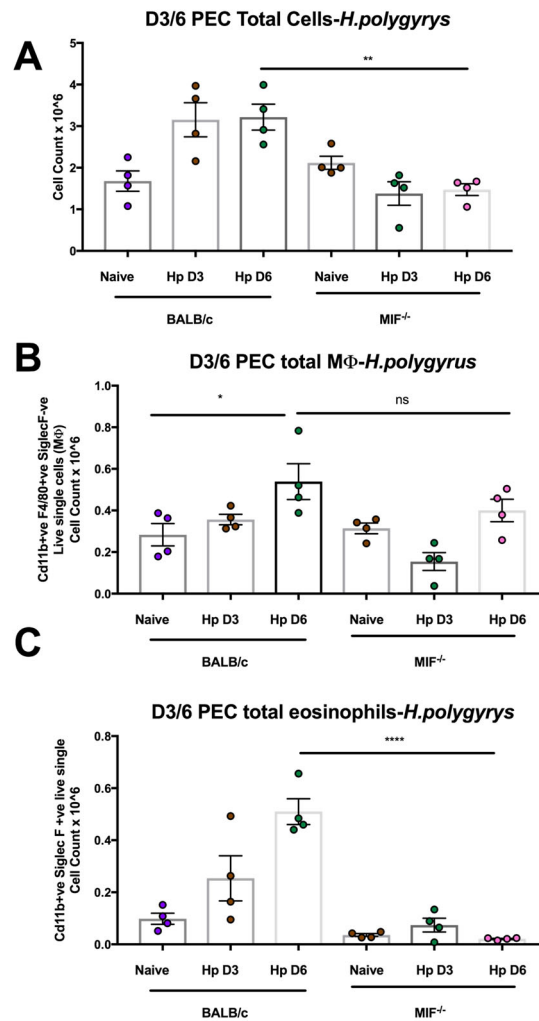 D3/6 PEC Total Cells-H.polygyrys
A
**
Cell Count x 10^6
5
4
3
2
1
0
Naive Hp D3 Hp D6 Naive Hp D3 Hp D6
BALB/c MIF-/-
B
D3/6 PEC total MΦ-H.polygyrus
* ns
Cd11b+ve F4/80+ve SiglecF-ve
Live single cells (MΦ)
Cell Count x 10^6
1.0
0.8
0.6
0.4
0.2
0.0
Naive Hp D3 Hp D6 Naive Hp D3 Hp D6
BALB/c MIF-/-
C
D3/6 PEC total eosinophils-H.polygyrys
****
Cd11b+ve Siglec F +ve live single
Cell Count x 10^6
0.8
0.6
0.4
0.2
0.0
Naive Hp D3 Hp D6 Naive Hp D3 Hp D6
BALB/c MIF-/-